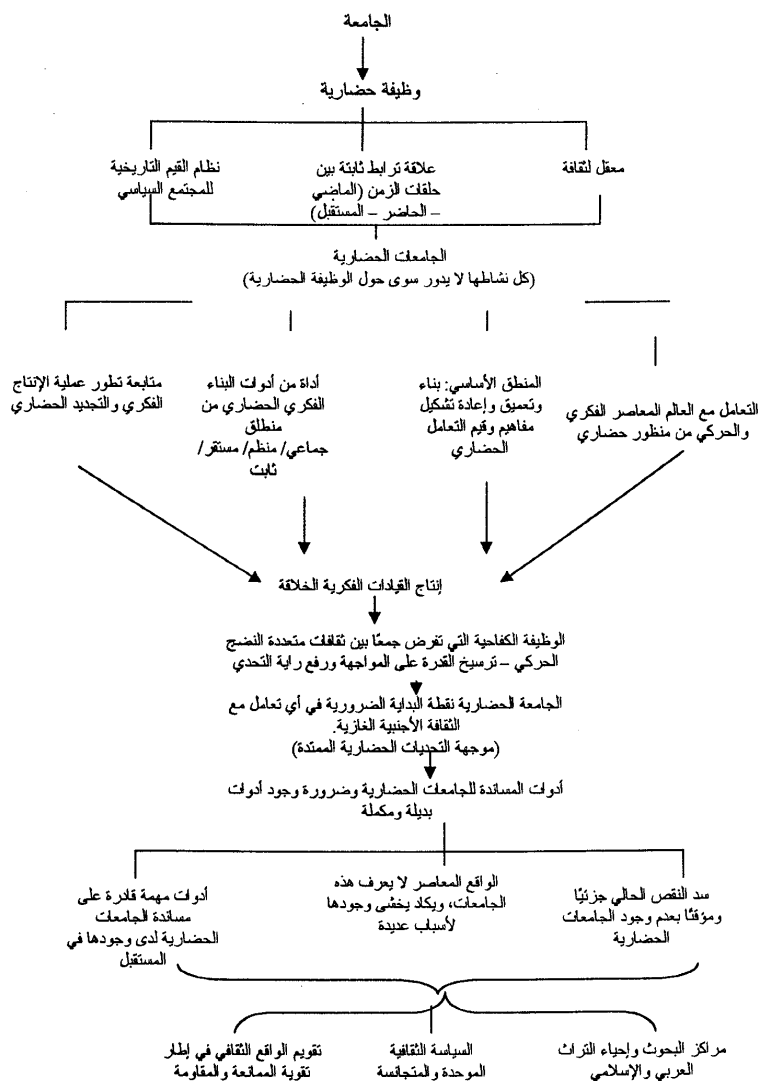 الجامعة
وظيفة حضارية
معقل لثقافة
علاقة ترابط ثابتة بين
حلقات الزمن (الماضي
– الحاضر – المستقبل)
نظام القيم التاريخية
للمجتمع السياسي
الجامعات الحضارية
(كل نشاطها لا يدور سوى حول الوظيفة الحضارية)
التعامل مع العالم المعاصر الفكري
والحركي من منظور حضاري
المنطق الأساسي: بناء
وتعميق وإعادة تشكيل
مفاهيم وقيم التعامل
الحضاري
أداة من أدوات البناء
الفكري الحضاري من
منطلق
جماعي/ منظم/ مستقر/
ثابت
متابعة تطور عملية الإنتاج
الفكري والتجديد الحضاري
إنتاج القيادات الفكرية الخلاقة
الوظيفة الكفاحية التي تفرض جمعًا بين ثقافات متعددة النضج
الحركي – ترسيخ القدرة على المواجهة ورفع راية التحدي
الجامعة الحضارية نقطة البداية الضرورية في أي تعامل مع
الثقافة الأجنبية الغازية.
(موجهة التحديات الحضارية الممتدة)
أدوات المساندة للجامعات الحضارية وضرورة وجود أدوات
بديلة ومكملة
سد النقص الحالي جزئيًا
ومؤقتًا بعدم وجود الجامعات
الحضارية
الواقع المعاصر لا يعرف هذه
الجامعات، ويكاد يخشى وجودها
لأسباب عديدة
أدوات مهمة قادرة على
مساندة الجامعات
الحضارية لدى وجودها في
المستقبل
مراكز البحوث وإحياء التراث
العربي والإسلامي
السياسة الثقافية
الموحدة والمتجانسة
تقويم الواقع الثقافي في إطار
تقوية الممانعة والمقاومة